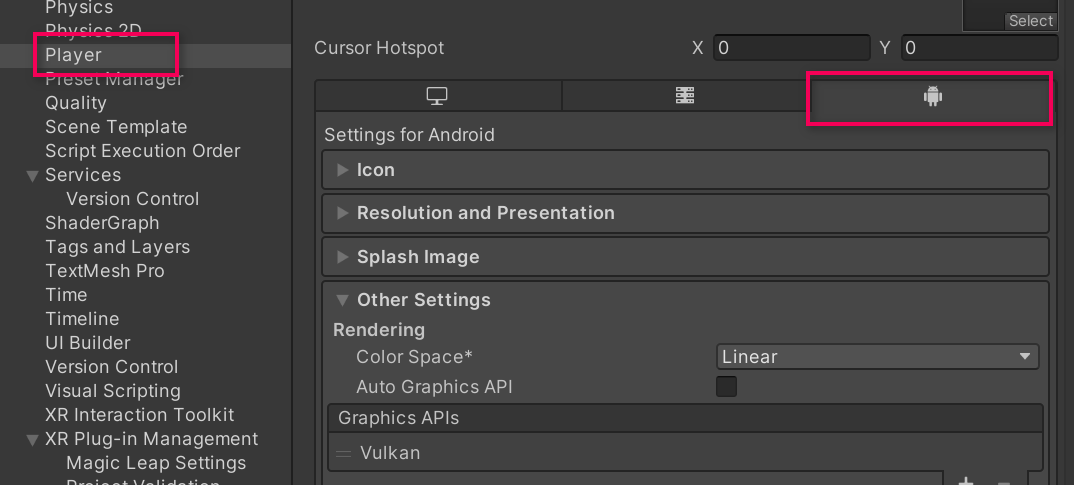 Physics
Physics 2D
Player
Preset Manager
Quality
Scene Template
Script Execution Order
Services
Version Control
ShaderGraph
Tags and Layers
TextMesh Pro
Time
Timeline
UI Builder
Version Control
Visual Scripting
XR Interaction Toolkit
XR Plug-in Management
Magic Leap Settings
Project Validation
Select
Cursor Hotspot X 0 Y 0
Settings for Android
Icon
Resolution and Presentation
Splash Image
Other Settings
Rendering
Color Space* Linear
Auto Graphics API
Graphics APIs
Vulkan